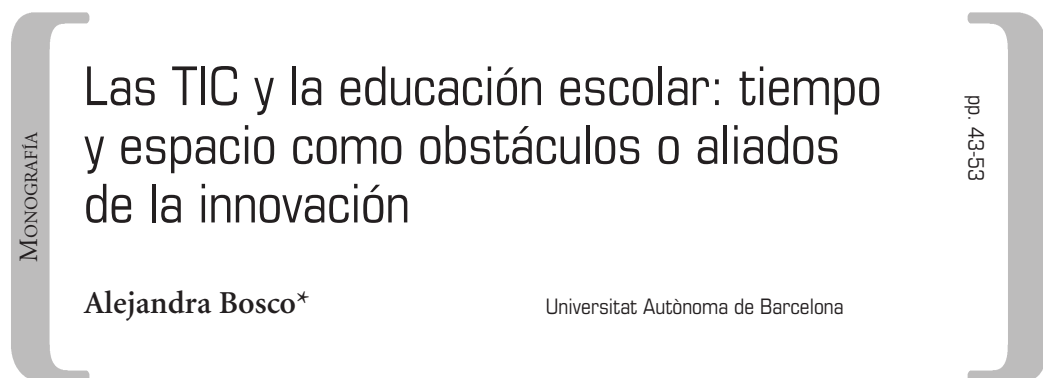 MONOGRAFÍA
Las TIC y la educación escolar: tiempo
y espacio como obstáculos o aliados
de la innovación
pp. 43-53
Alejandra Bosco*
Universitat Autònoma de Barcelona